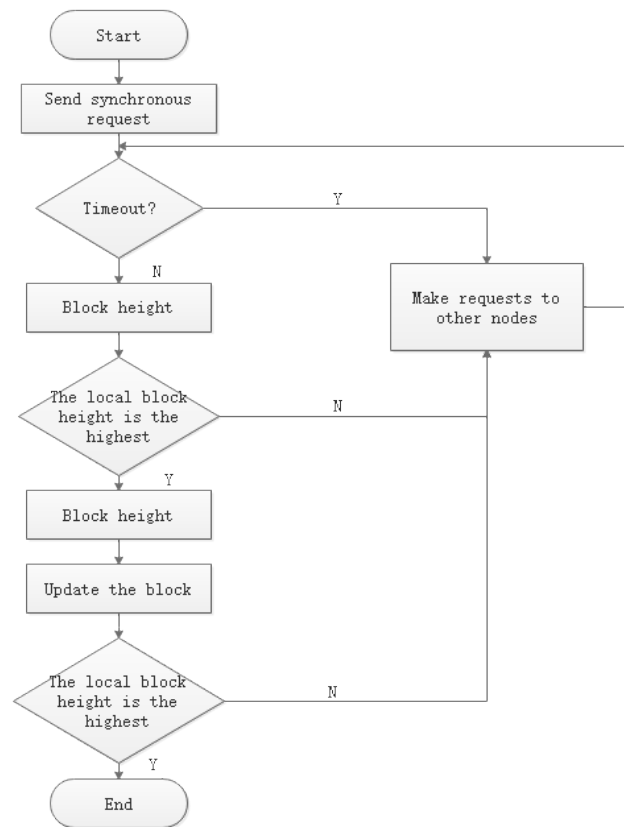 Start
Send synchronous
request
Timeout?
Y
N
Block height
Make requests to
other nodes
The local block
height is the
highest
N
Y
Block height
Update the block
The local block
height is the
highest
N
Y
End